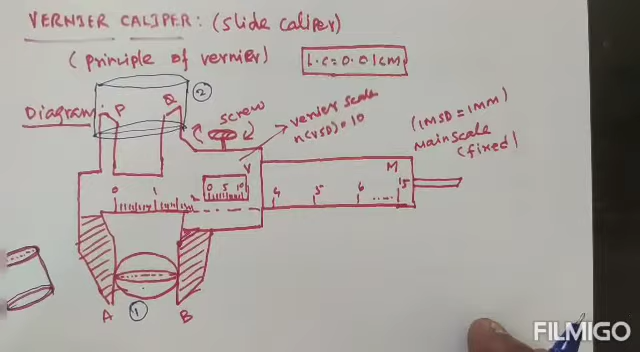 VERNIER CALIPER: (slide caliper)
(principle of vernier)
L.C=0.01cm
Diagram:
P
Q
②
screw
vernier scale
n(VSD)=10
(1MSD=1MM)
Mainscale
(fixed)
V
M
0 5 10
0 1 2
4 5 6 ..... 15
A
①
B
FILMIGO